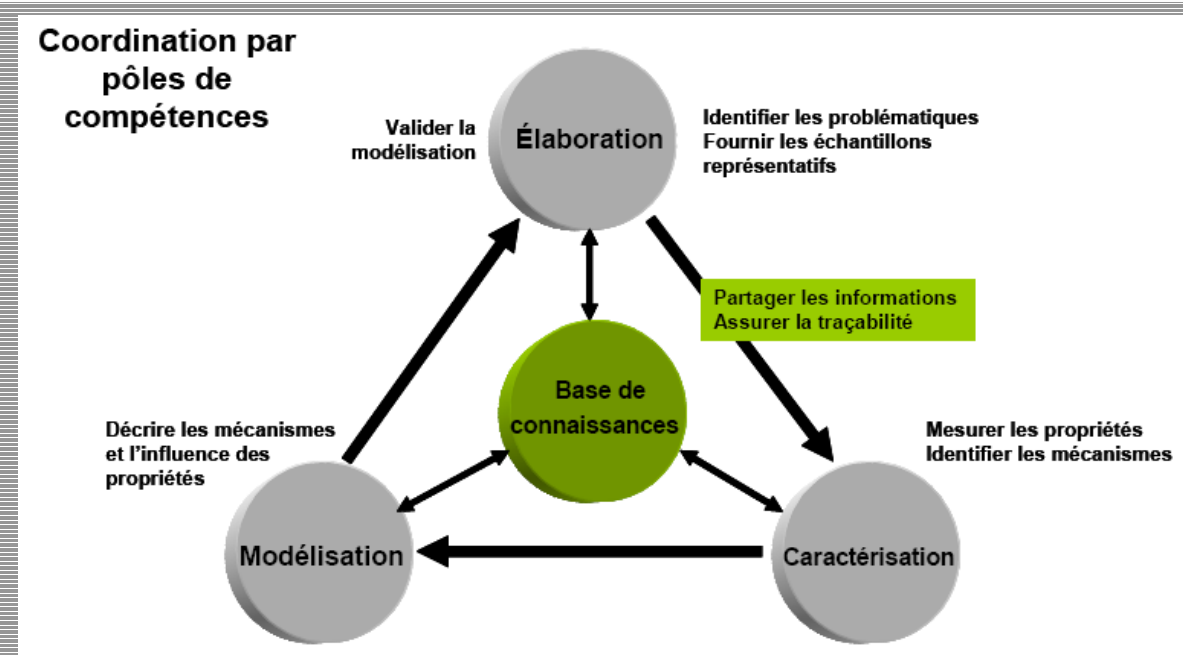 Coordination par
pôles de
compétences
Valider la
modélisation
Élaboration
Identifier les problématiques
Fournir les échantillons
représentatifs
Partager les informations
Assurer la traçabilité
Base de
connaissances
Décrire les mécanismes
et l'influence des
propriétés
Mesurer les propriétés
Identifier les mécanismes
Modélisation
Caractérisation